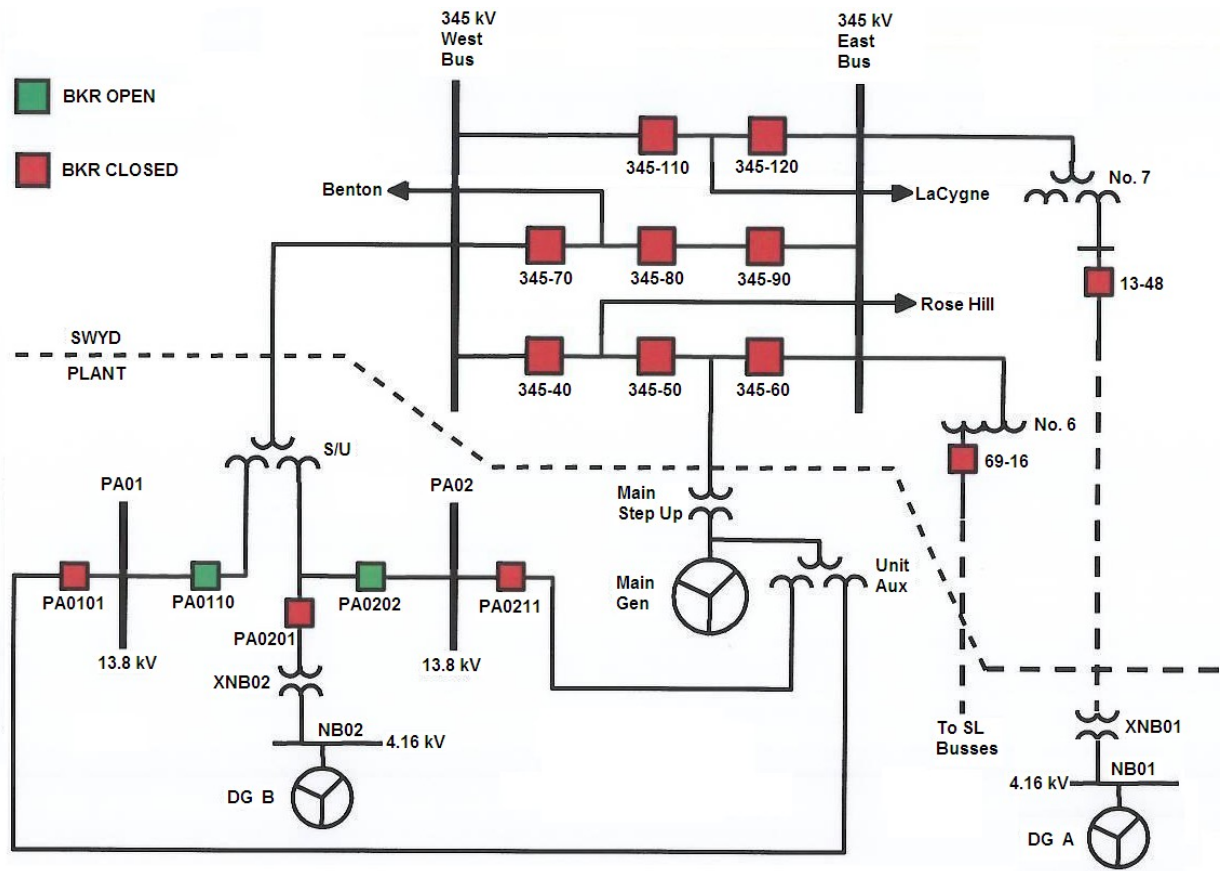 345 kV
West
Bus
345 kV
East
Bus
BKR OPEN
BKR CLOSED
345-110
345-120
No. 7
Benton
LaCygne
345-70
345-80
345-90
13-48
Rose Hill
SWYD
PLANT
345-40
345-50
345-60
No. 6
S/U
69-16
PA01
PA02
Main
Step Up
Unit
Aux
Main
Gen
PA0101
PA0110
PA0202
PA0211
PA0201
13.8 kV
13.8 kV
XNB02
To SL
Busses
XNB01
NB02
4.16 kV
DG B
NB01
4.16 kV
DG A